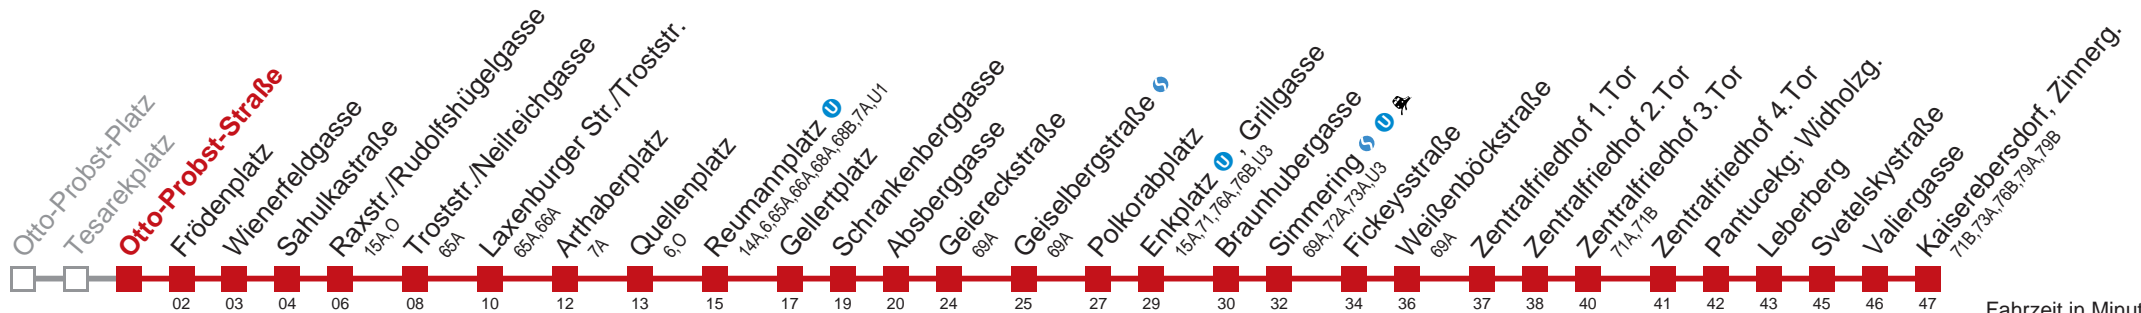 Otto-Probst-Platz
Tesarekplatz
Otto-Probst-Straße
Frödenplatz
02
Wienerfeldgasse
03
Sahulkastraße
04
Raxstr./Rudolfshügelgasse
15A,O
06
Troststr./Neilreichgasse
65A
08
Laxenburger Str./Troststr.
65A,66A
10
Arthaberplatz
7A
12
Quellenplatz
6,O
13
Reumannplatz U
14A,6,65A,66A,68A,68B,7A,U1
15
Gellertplatz
17
Schrankenberggasse
19
Absberggasse
20
Geiereckstraße
69A
24
Geiselbergstraße S
69A
25
Polkorabplatz
27
Enkplatz U , Grillgasse
15A,71,76A,76B,U3
29
Braunhubergasse
30
Simmering S U
69A,72A,73A,U3
32
Fickeysstraße
34
Weißenböckstraße
69A
36
Zentralfriedhof 1.Tor
37
Zentralfriedhof 2.Tor
38
Zentralfriedhof 3.Tor
71A,71B
40
Zentralfriedhof 4.Tor
41
Pantucekg; Widholzg.
42
Leberberg
43
Svetelskystraße
45
Valiergasse
46
Kaiserebersdorf, Zinnerg.
71B,73A,76B,79A,79B
47
Fahrzeit in Minut